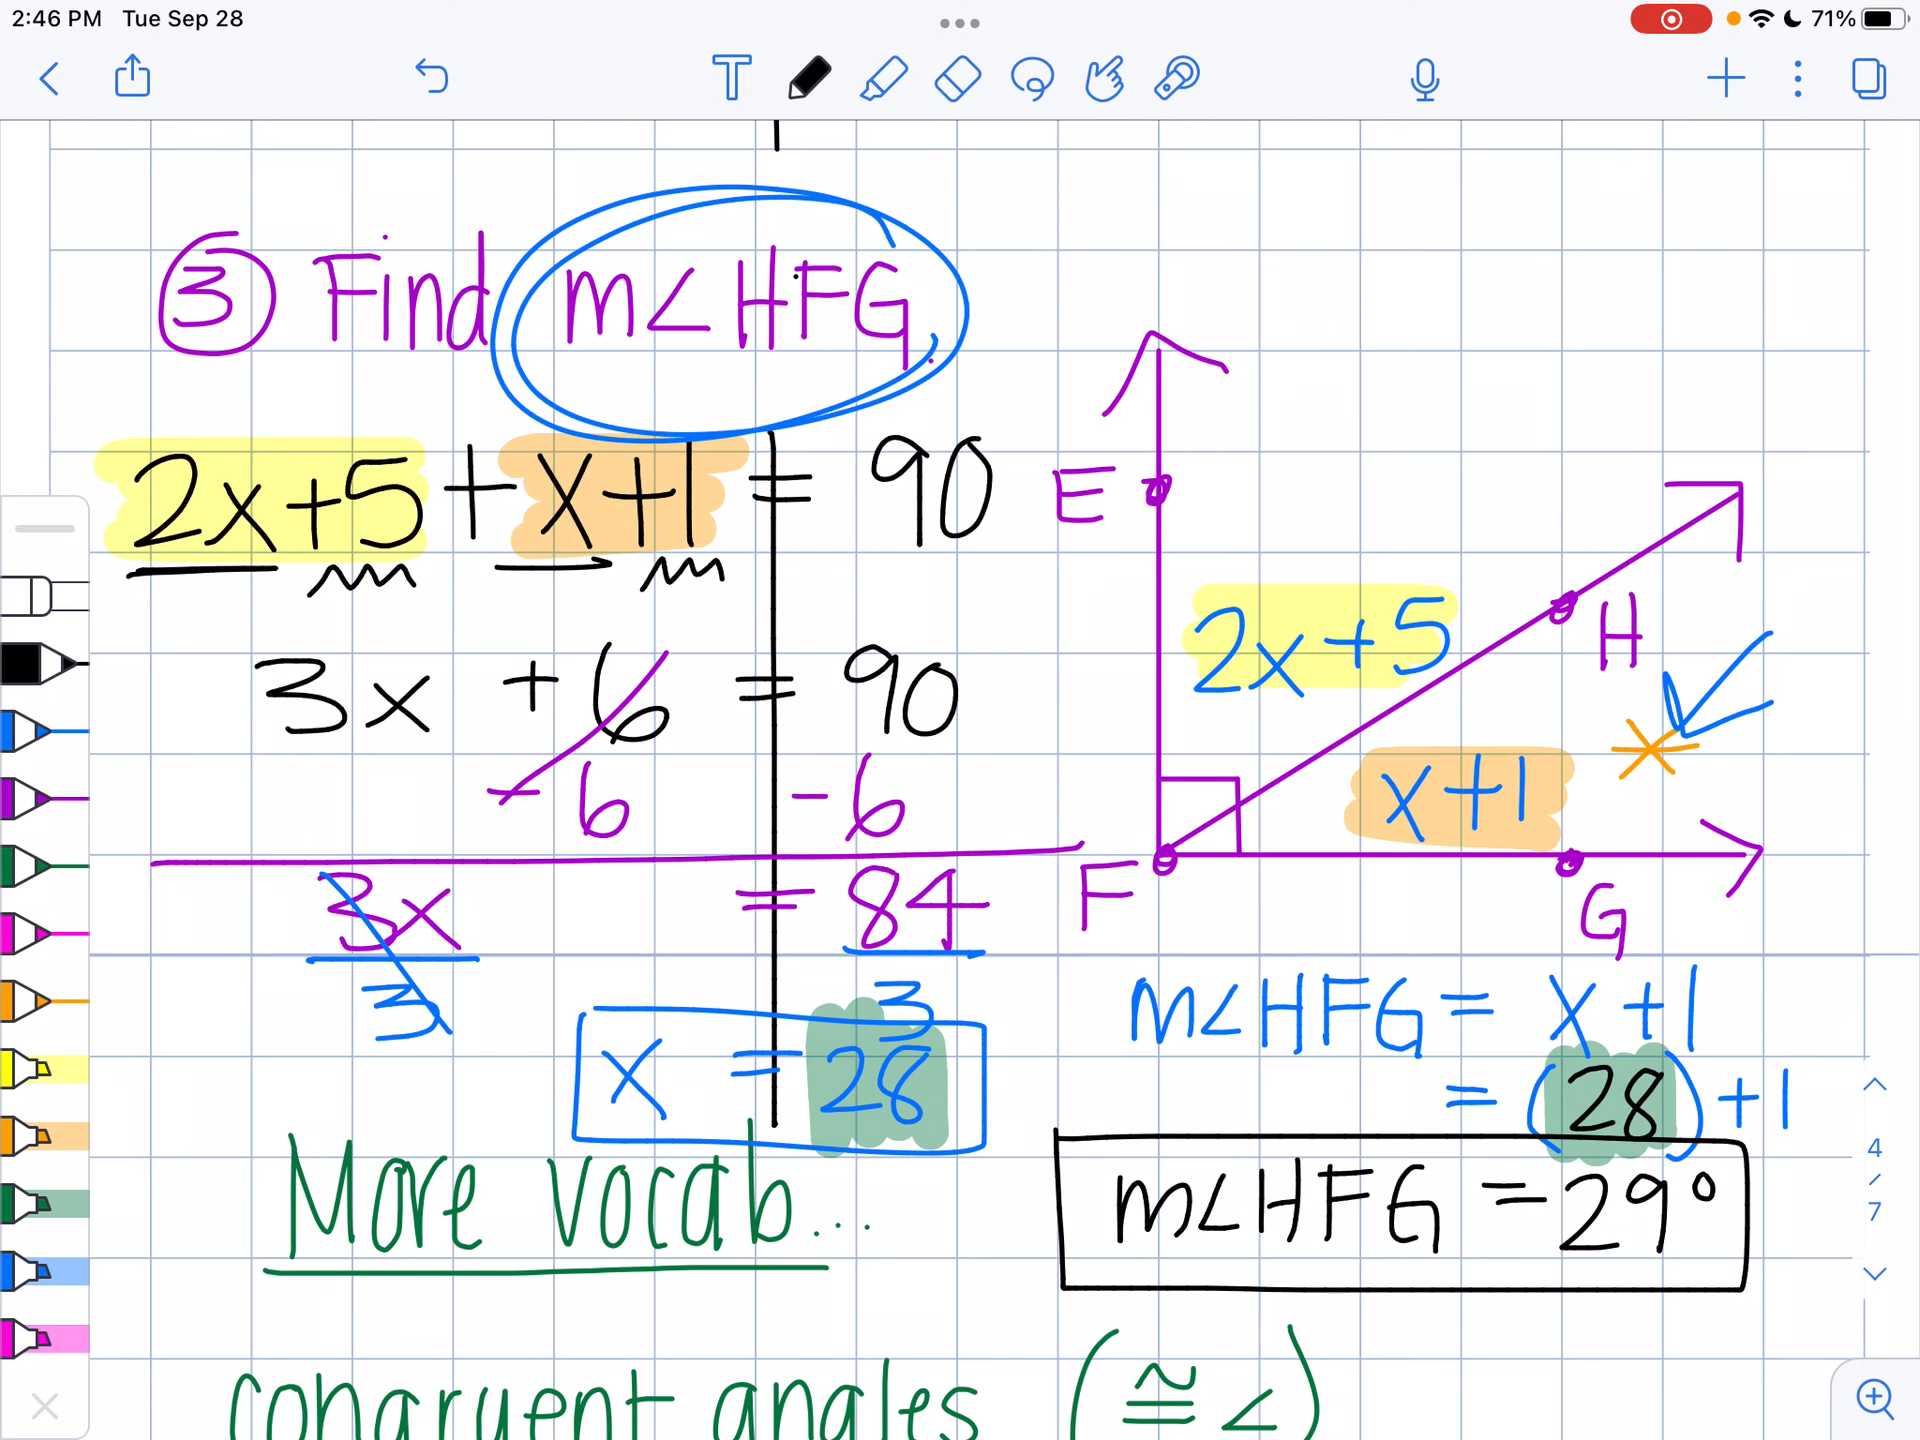 2:46 PM Tue Sep 28
71%
③ Find m∠HFG.
2x+5+x+1 = 90
3x + 6 = 90
- 6 - 6
3x = 84
3 3
x = 28
E
H
2x+5
x+1
F
G
m∠HFG = x+1
= (28)+1
m∠HFG = 29°
More vocab...
congruent angles (≅ ∠)
4
/
7